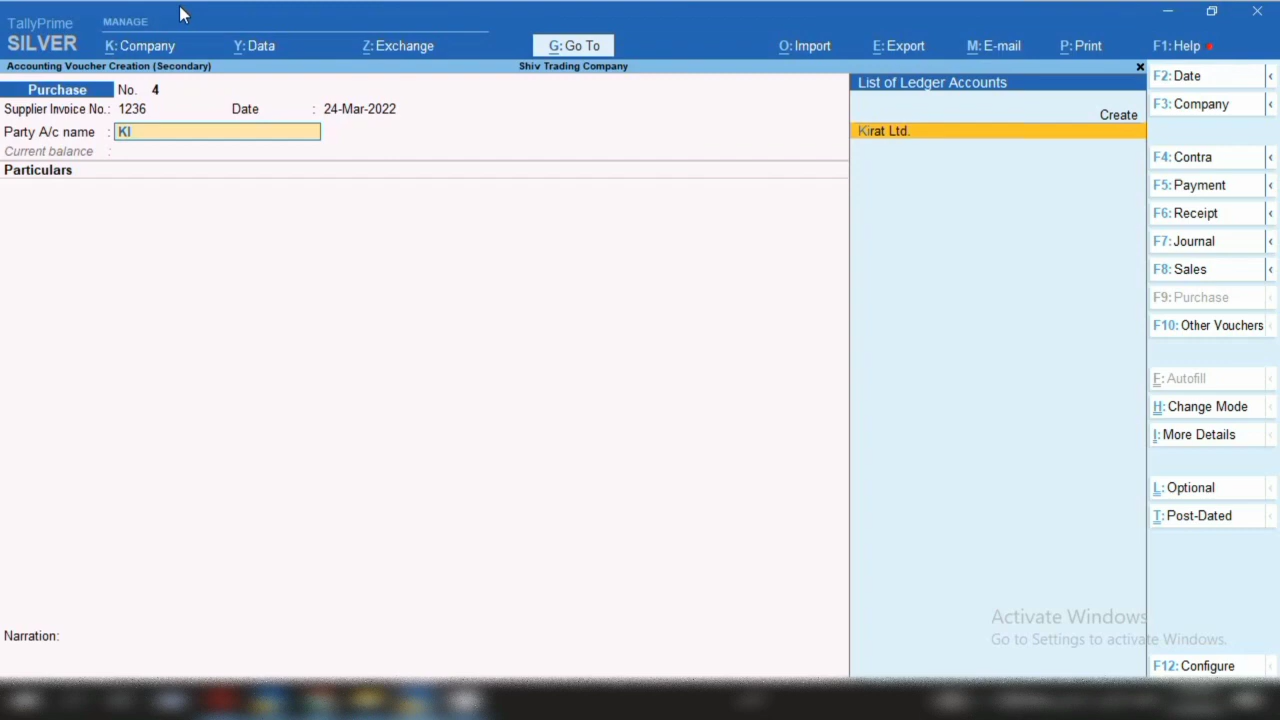 TallyPrime
SILVER
MANAGE
K: Company
Y: Data
Z: Exchange
G: Go To
O: Import
E: Export
M: E-mail
P: Print
F1: Help
Accounting Voucher Creation (Secondary)
Shiv Trading Company
Purchase No. 4
Supplier Invoice No.: 1236 Date : 24-Mar-2022
Party A/c name : KI
Current balance :
Particulars
Narration:
List of Ledger Accounts
Create
Kirat Ltd.
F2: Date
F3: Company
F4: Contra
F5: Payment
F6: Receipt
F7: Journal
F8: Sales
F9: Purchase
F10: Other Vouchers
F: Autofill
H: Change Mode
I: More Details
L: Optional
T: Post-Dated
Activate Windows
Go to Settings to activate Windows.
F12: Configure